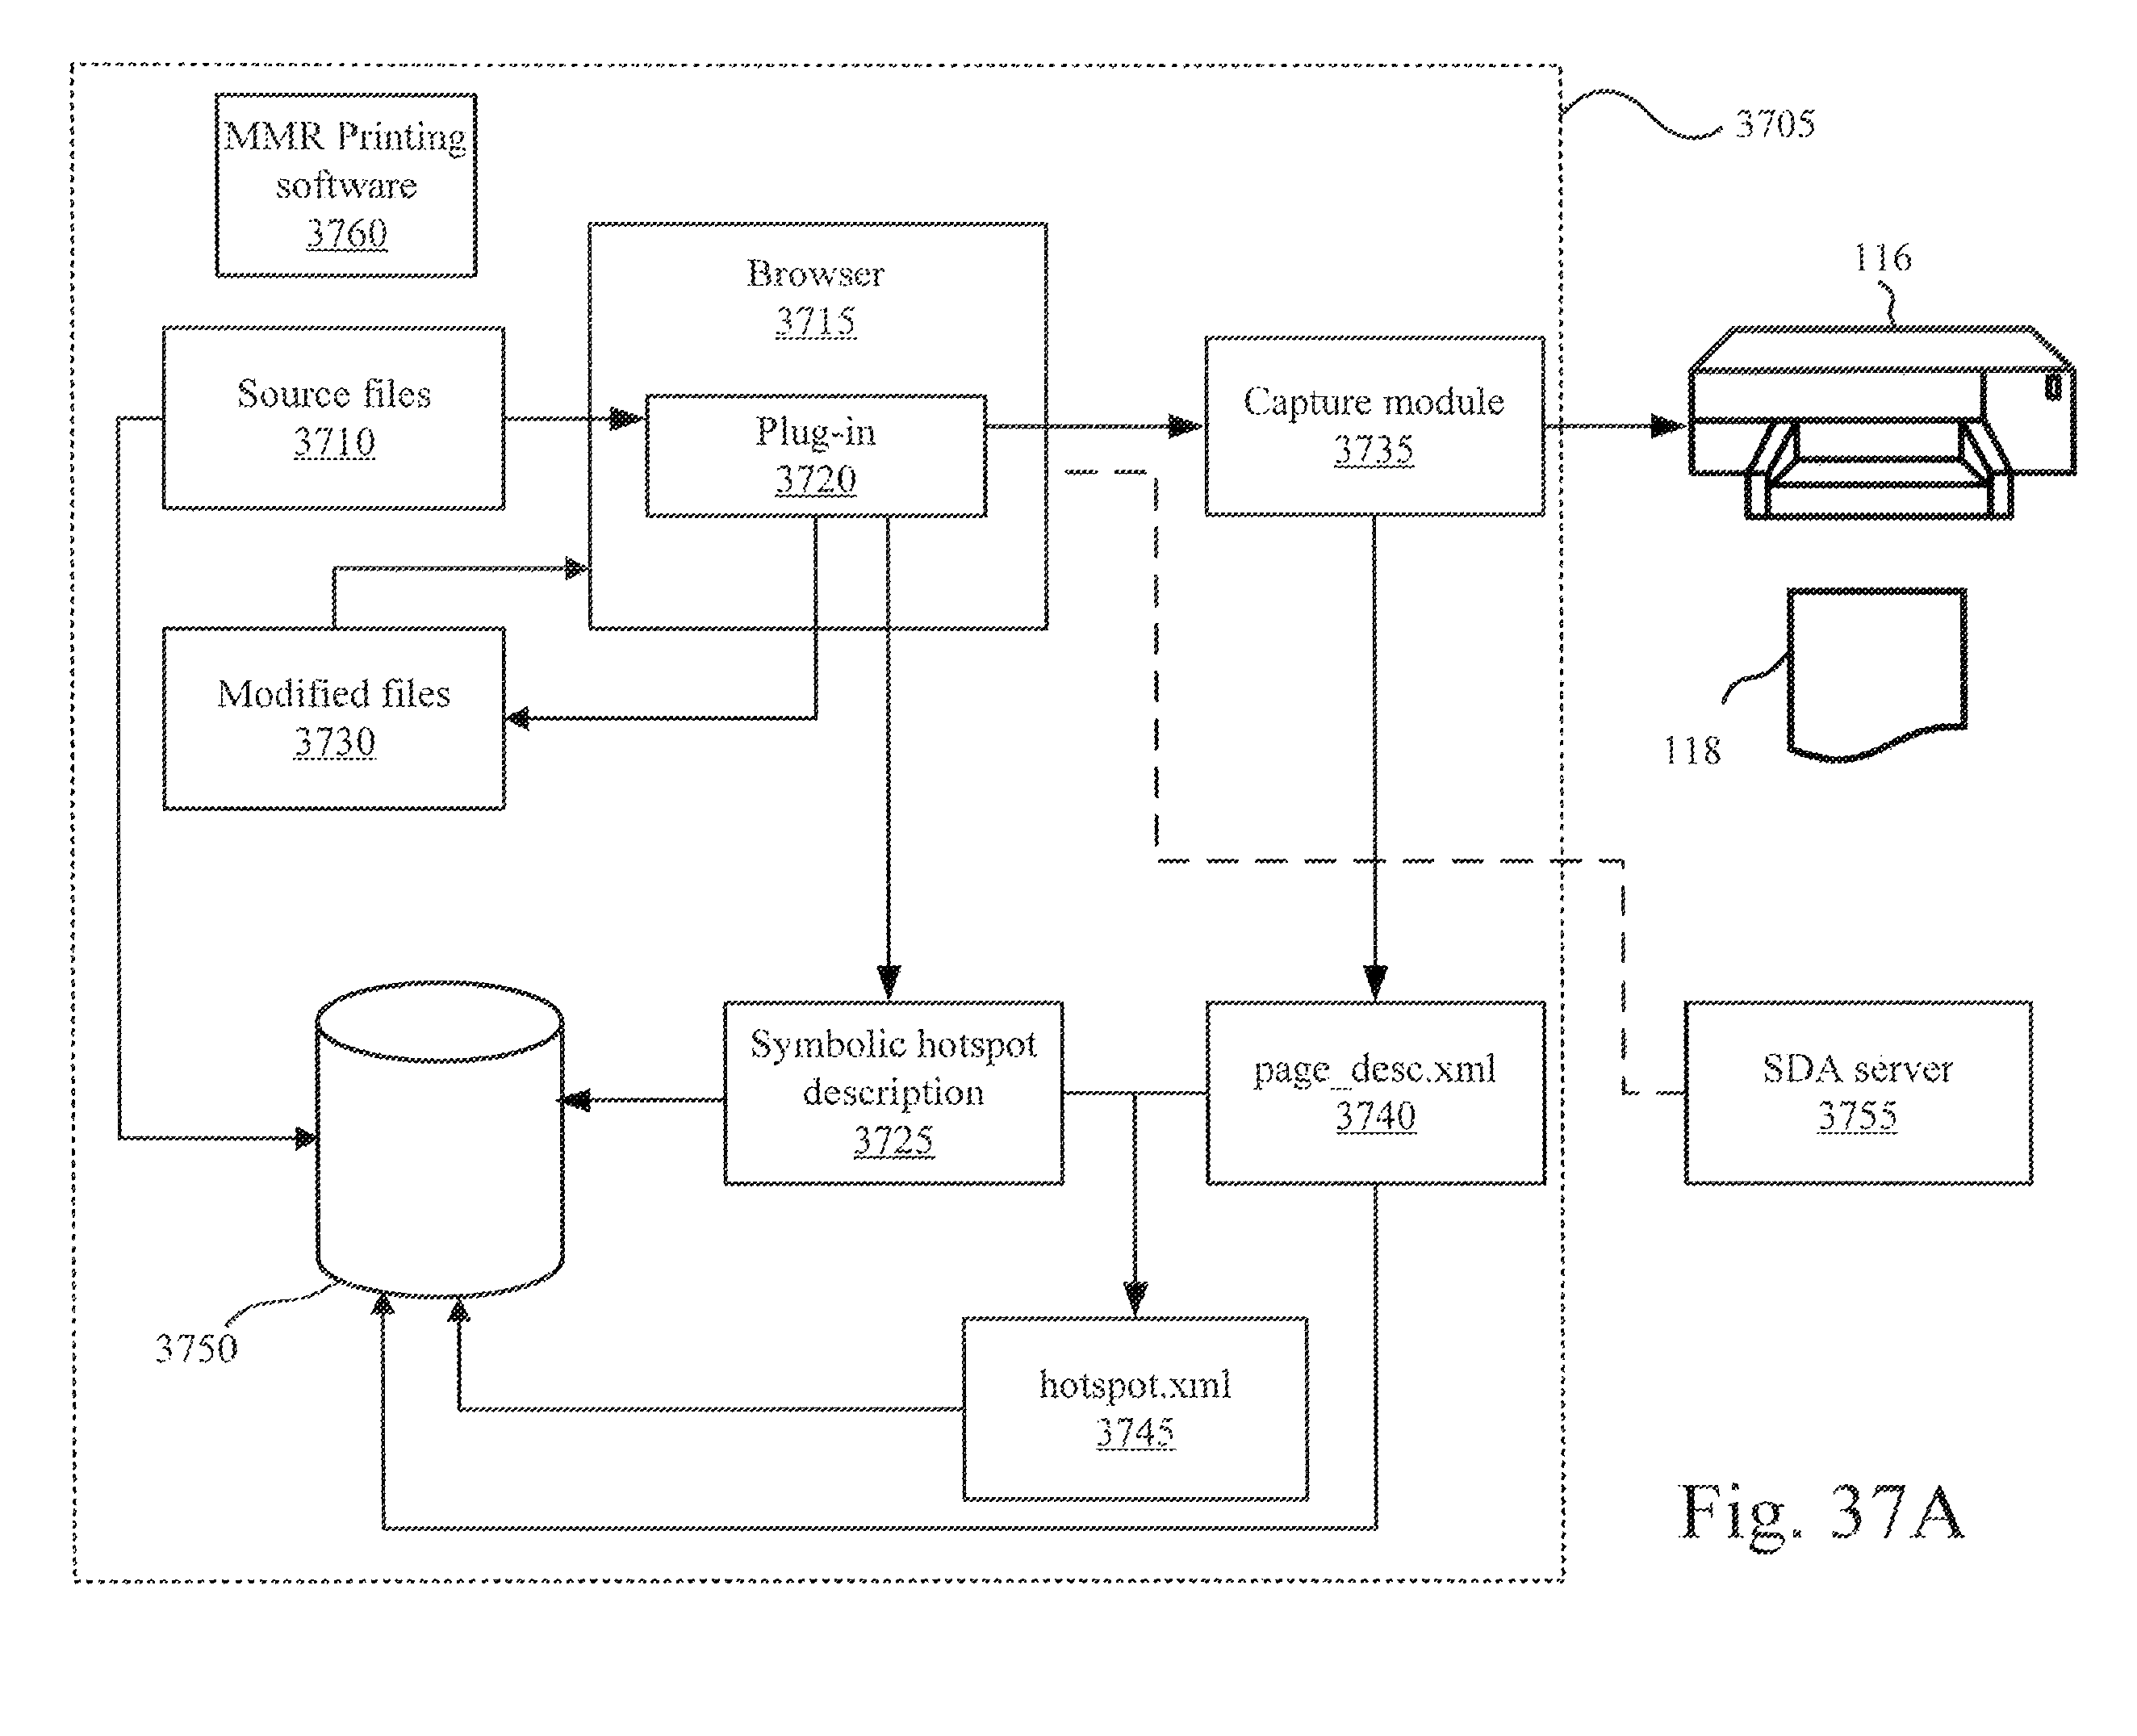 MMR Printing
software
3760
3705
Browser
3715
116
Source files
3710
Plug-in
3720
Capture module
3735
Modified files
3730
118
Symbolic hotspot
description
3725
page_desc.xml
3740
SDA server
3755
3750
hotspot.xml
3745
Fig. 37A